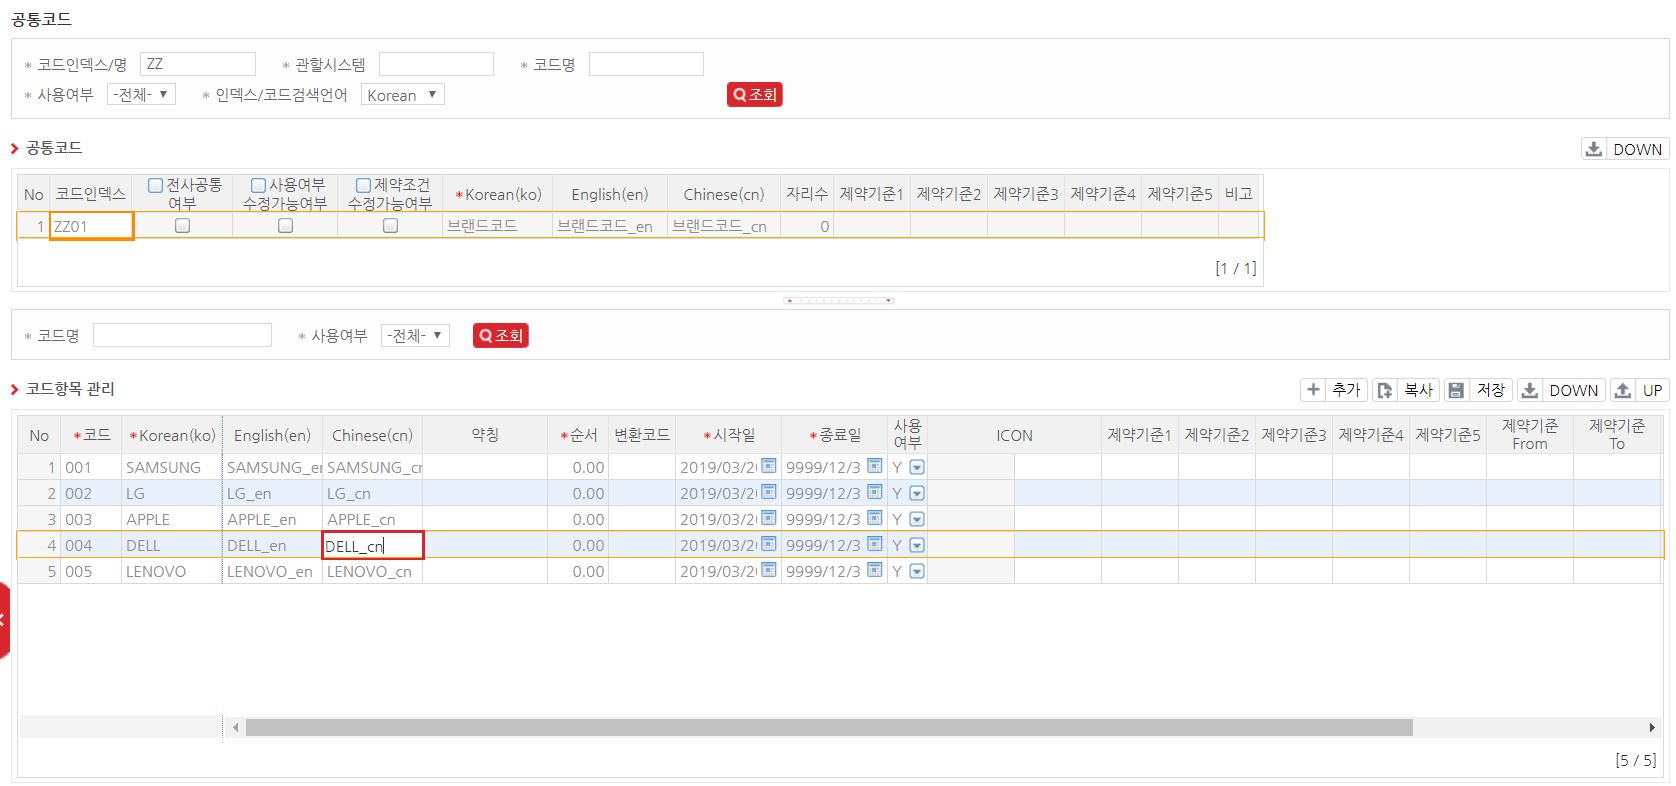 공통코드
* 코드인덱스/명 ZZ * 관할시스템 * 코드명
* 사용여부 -전체- * 인덱스/코드검색언어 Korean 조회
공통코드 DOWN
No 코드인덱스 전사공통 여부 사용여부 수정가능여부 제약조건 수정가능여부 *Korean(ko) English(en) Chinese(cn) 자리수 제약기준1 제약기준2 제약기준3 제약기준4 제약기준5 비고
1 ZZ01 브랜드코드 브랜드코드_en 브랜드코드_cn 0
[1 / 1]
* 코드명 * 사용여부 -전체- 조회
코드항목 관리 추가 복사 저장 DOWN UP
No *코드 *Korean(ko) English(en) Chinese(cn) 약칭 *순서 변환코드 *시작일 *종료일 사용 여부 ICON 제약기준1 제약기준2 제약기준3 제약기준4 제약기준5 제약기준 From 제약기준 To
1 001 SAMSUNG SAMSUNG_en SAMSUNG_cn 0.00 2019/03/2 9999/12/3 Y
2 002 LG LG_en LG_cn 0.00 2019/03/2 9999/12/3 Y
3 003 APPLE APPLE_en APPLE_cn 0.00 2019/03/2 9999/12/3 Y
4 004 DELL DELL_en DELL_cn 0.00 2019/03/2 9999/12/3 Y
5 005 LENOVO LENOVO_en LENOVO_cn 0.00 2019/03/2 9999/12/3 Y
[5 / 5]